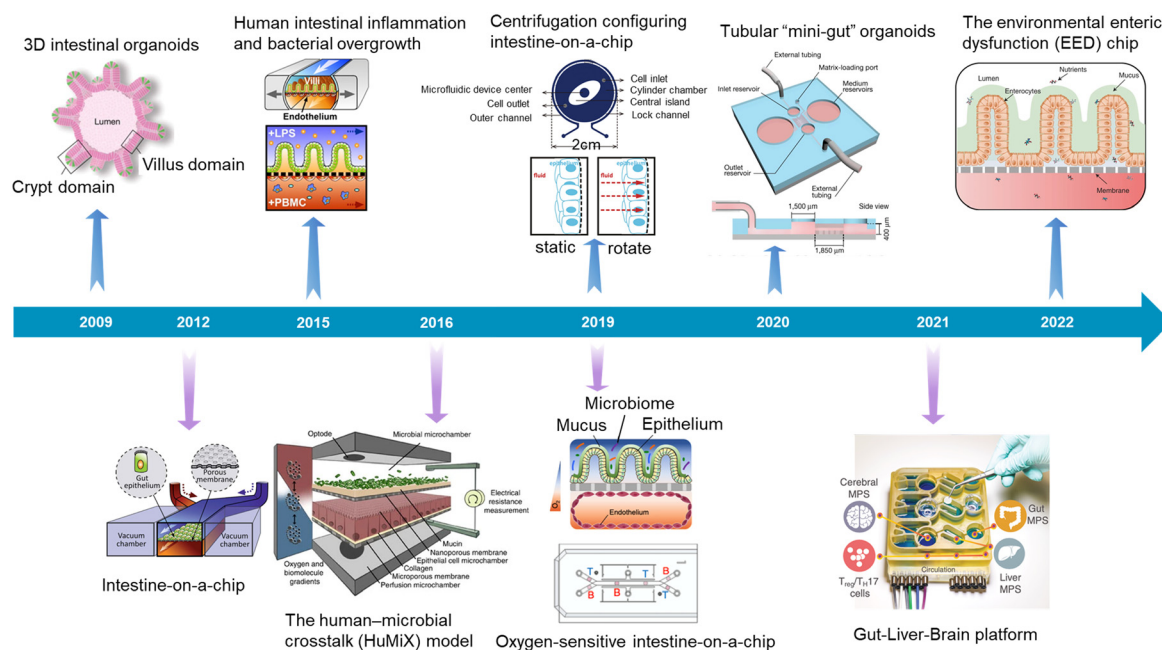 3D intestinal organoids
Lumen
Villus domain
Crypt domain
Human intestinal inflammation
and bacterial overgrowth
Villi
Endothelium
+LPS
+PBMC
Centrifugation configuring
intestine-on-a-chip
Microfluidic device center
Cell outlet
Outer channel
Cell inlet
Cylinder chamber
Central island
Lock channel
2cm
epithelium
fluid
epithelium
fluid
static
rotate
Tubular “mini-gut” organoids
External tubing
Matrix-loading port
Inlet reservoir
Medium
reservoirs
Outlet
reservoir
External
tubing
1,500 µm
Side view
400 µm
1,850 µm
The environmental enteric
dysfunction (EED) chip
Lumen
Nutrients
Mucus
Enterocytes
Membrane
2009
2012
2015
2016
2019
2020
2021
2022
Gut
epithelium
Porous
membrane
Vacuum
chamber
Vacuum
chamber
Intestine-on-a-chip
Optode
Microbial microchamber
Electrical
resistance
measurement
Mucin
Nanoporous membrane
Epithelial cell microchamber
Collagen
Microporous membrane
Perfusion microchamber
Oxygen and
biomolecule
gradients
The human–microbial
crosstalk (HuMiX) model
Microbiome
Mucus
Epithelium
Endothelium
T
T
B
B
B
T
Oxygen-sensitive intestine-on-a-chip
Cerebral
MPS
Gut
MPS
Treg/TH17
cells
Circulation
Liver
MPS
Gut-Liver-Brain platform